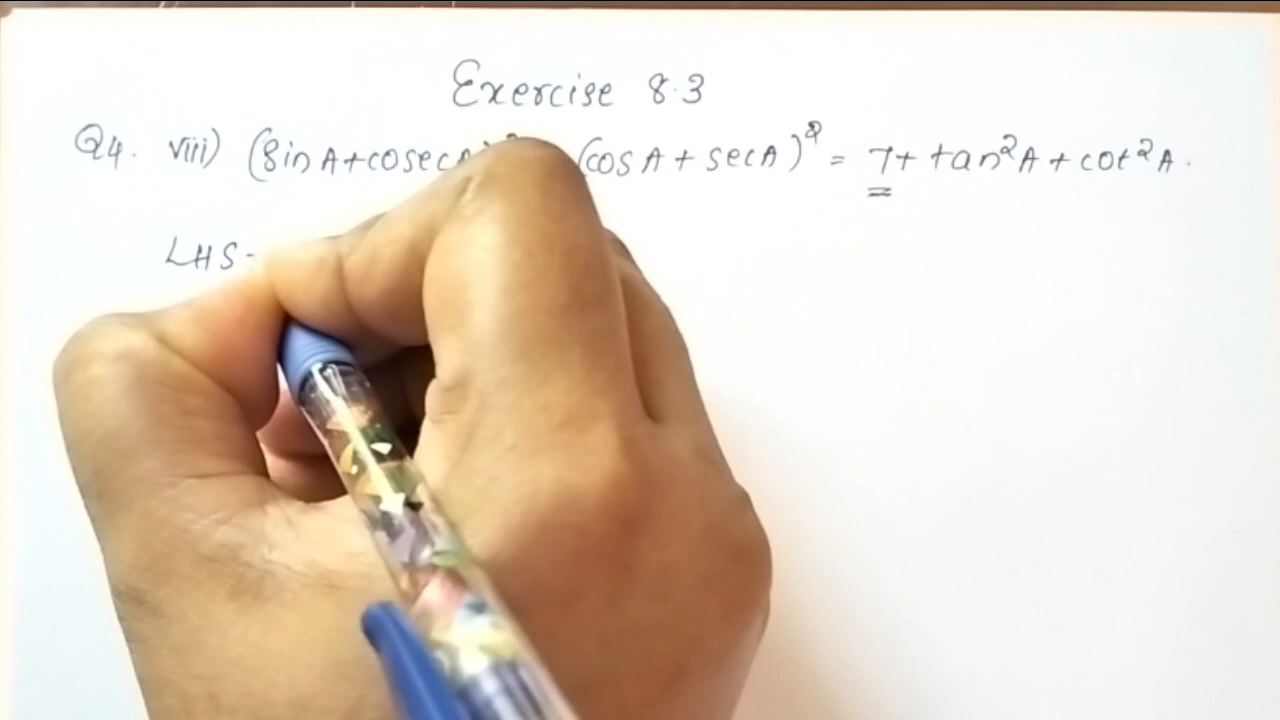 Exercise 8.3
Q4. viii) (sinA+cosecA) (cosA + secA)² = 7+ tan²A + cot²A.
LHS-